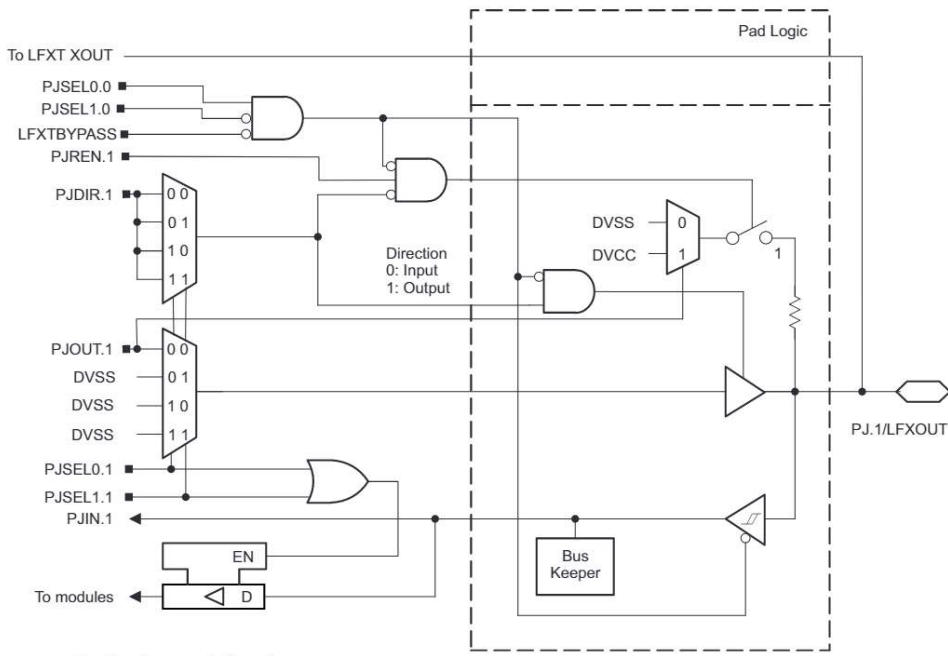 Pad Logic
To LFXT XOUT
PJSEL0.0
PJSEL1.0
LFXTBYPASS
PJREN.1
PJDIR.1
0 0
0 1
1 0
1 1
Direction
0: Input
1: Output
DVSS
0
DVCC
1
1
PJOUT.1
0 0
DVSS
0 1
DVSS
1 0
DVSS
1 1
PJ.1/LFXOUT
PJSEL0.1
PJSEL1.1
PJIN.1
EN
Bus
Keeper
To modules
D